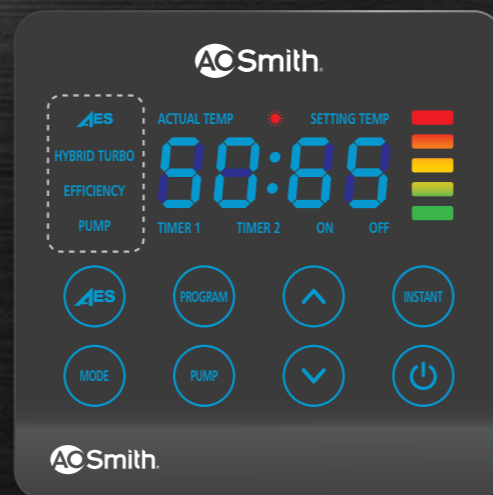 AOSmith.
AES
ACTUAL TEMP SETTING TEMP
HYBRID TURBO
88:88
EFFICIENCY
PUMP
TIMER 1 TIMER 2 ON OFF
AES PROGRAM INSTANT
MODE PUMP
AOSmith.